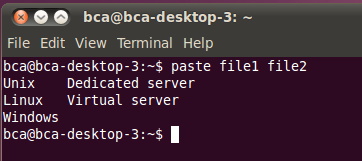 bca@bca-desktop-3: ~
File Edit View Terminal Help
bca@bca-desktop-3:~$ paste file1 file2
Unix    Dedicated server
Linux   Virtual server
Windows
bca@bca-desktop-3:~$